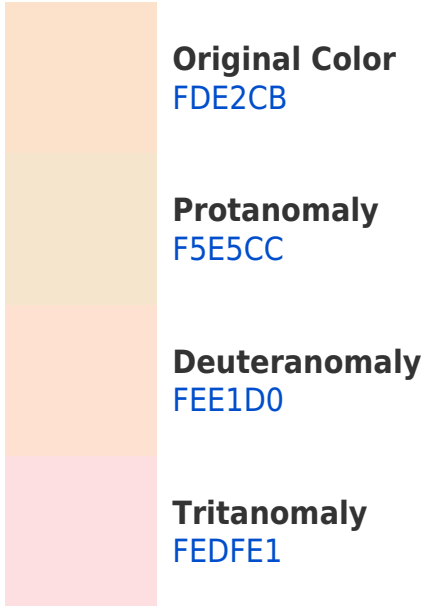 Original Color
FDE2CB
Protanomaly
F5E5CC
Deuteranomaly
FEE1D0
Tritanomaly
FEDFE1